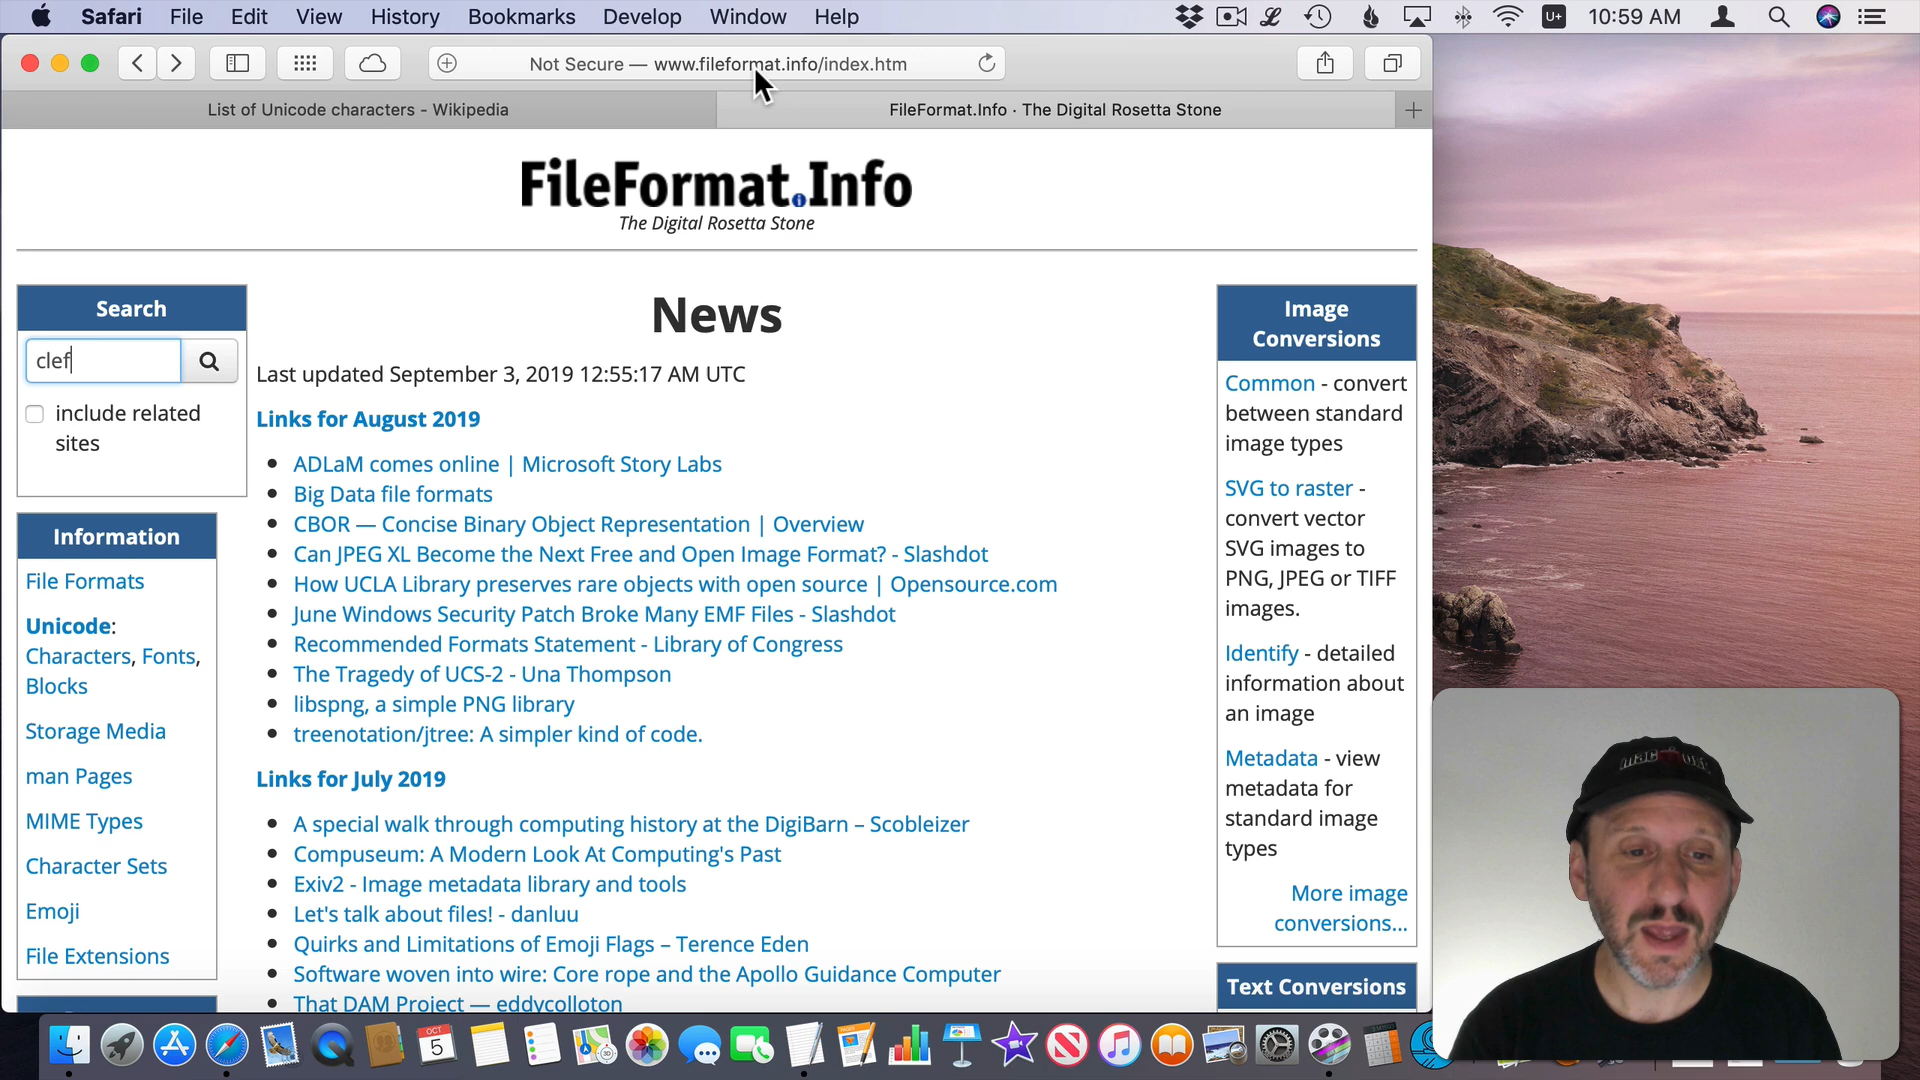 Safari File Edit View History Bookmarks Develop Window Help
U+ 10:59 AM
Not Secure — www.fileformat.info/index.htm
List of Unicode characters - Wikipedia
FileFormat.Info · The Digital Rosetta Stone
FileFormat.Info
The Digital Rosetta Stone
Search
clef
include related
sites
Information
File Formats
Unicode:
Characters, Fonts,
Blocks
Storage Media
man Pages
MIME Types
Character Sets
Emoji
File Extensions
News
Last updated September 3, 2019 12:55:17 AM UTC
Links for August 2019
ADLaM comes online | Microsoft Story Labs
Big Data file formats
CBOR — Concise Binary Object Representation | Overview
Can JPEG XL Become the Next Free and Open Image Format? - Slashdot
How UCLA Library preserves rare objects with open source | Opensource.com
June Windows Security Patch Broke Many EMF Files - Slashdot
Recommended Formats Statement - Library of Congress
The Tragedy of UCS-2 - Una Thompson
libspng, a simple PNG library
treenotation/jtree: A simpler kind of code.
Links for July 2019
A special walk through computing history at the DigiBarn – Scobleizer
Compuseum: A Modern Look At Computing's Past
Exiv2 - Image metadata library and tools
Let's talk about files! - danluu
Quirks and Limitations of Emoji Flags – Terence Eden
Software woven into wire: Core rope and the Apollo Guidance Computer
That DAM Project — eddycolloton
Image
Conversions
Common - convert
between standard
image types
SVG to raster -
convert vector
SVG images to
PNG, JPEG or TIFF
images.
Identify - detailed
information about
an image
Metadata - view
metadata for
standard image
types
More image
conversions...
Text Conversions
OCT
5